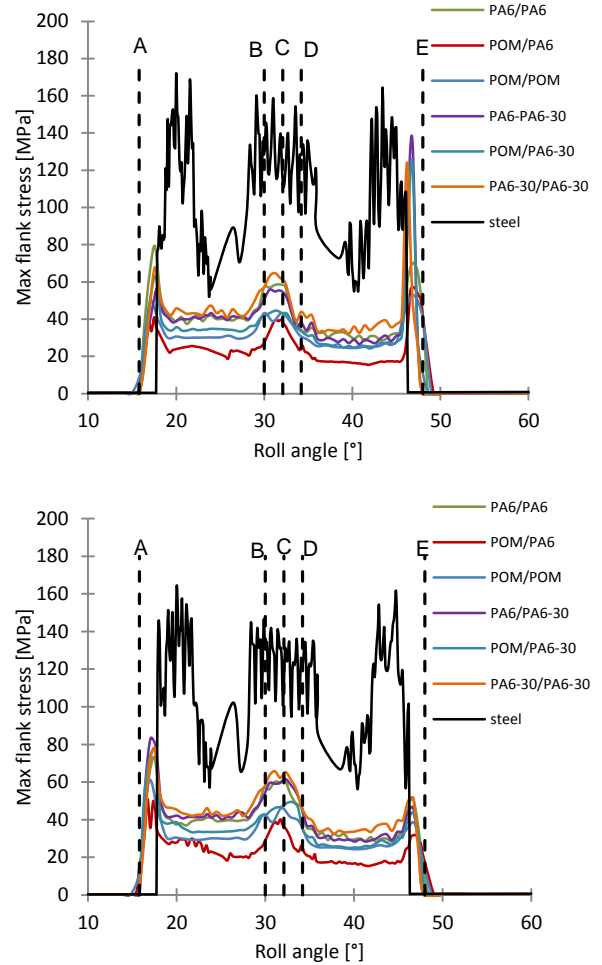 PA6/PA6
POM/PA6
POM/POM
PA6-PA6-30
POM/PA6-30
PA6-30/PA6-30
steel
A
B
C
D
E
Max flank stress [MPa]
200
180
160
140
120
100
80
60
40
20
0
10
20
30
40
50
60
Roll angle [°]
PA6/PA6
POM/PA6
POM/POM
PA6/PA6-30
POM/PA6-30
PA6-30/PA6-30
steel
A
B
C
D
E
Max flank stress [MPa]
200
180
160
140
120
100
80
60
40
20
0
10
20
30
40
50
60
Roll angle [°]